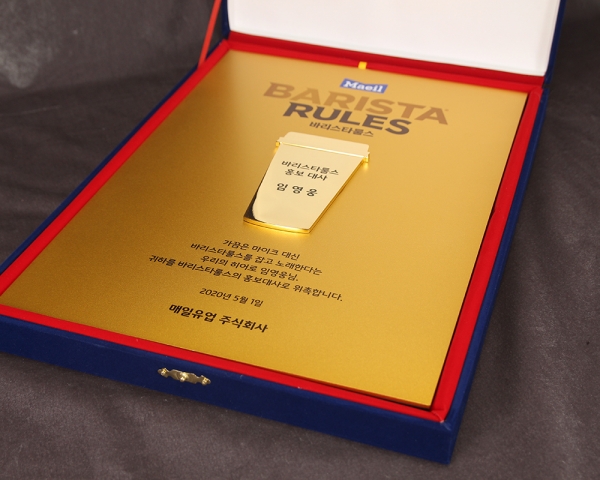 Maeil
BARISTA
RULES
바리스타룰스
바리스타룰스
홍보 대사
임 영 웅
가끔은 마이크 대신
바리스타룰스를 잡고 노래한다는
우리의 히어로 임영웅님.
귀하를 바리스타룰스의 홍보대사로 위촉합니다.
2020년 5월 1일
매일유업 주식회사